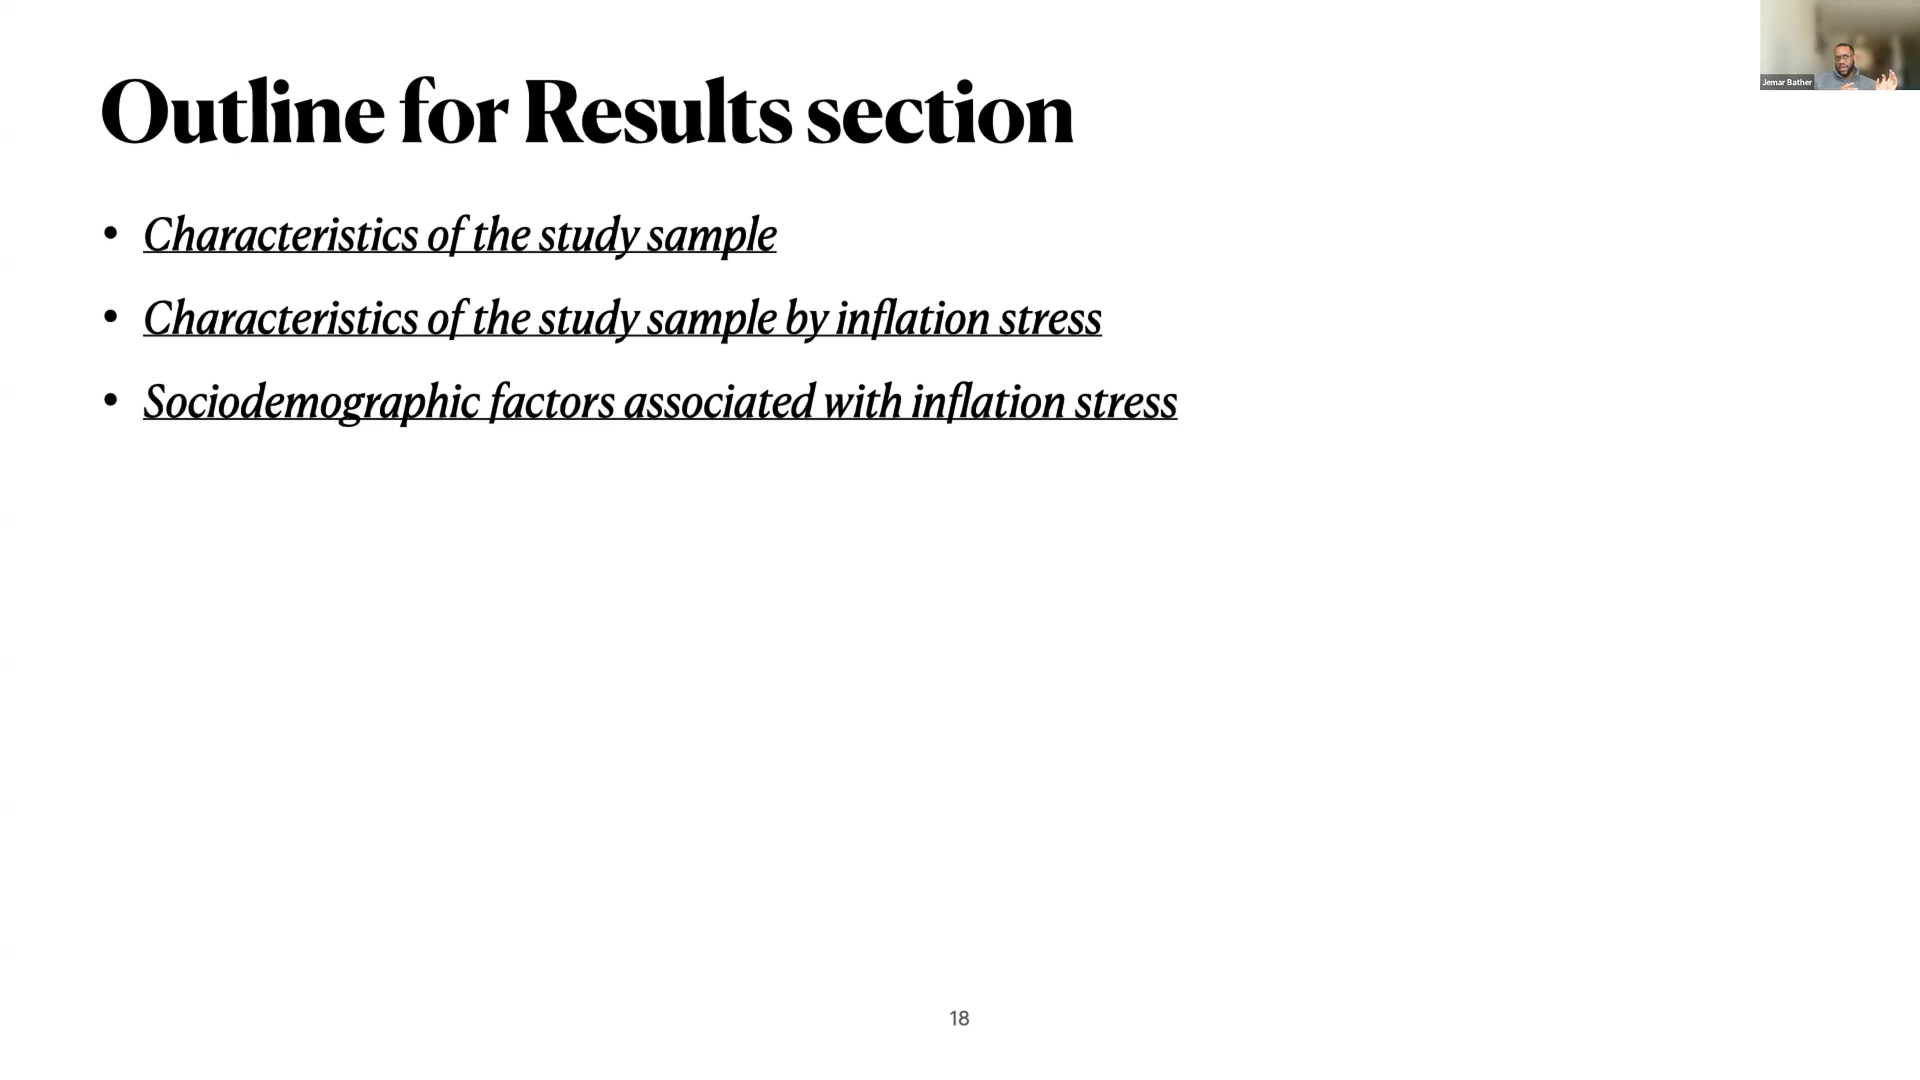 Outline for Results section
Jemar Bather
• Characteristics of the study sample
• Characteristics of the study sample by inflation stress
• Sociodemographic factors associated with inflation stress
18